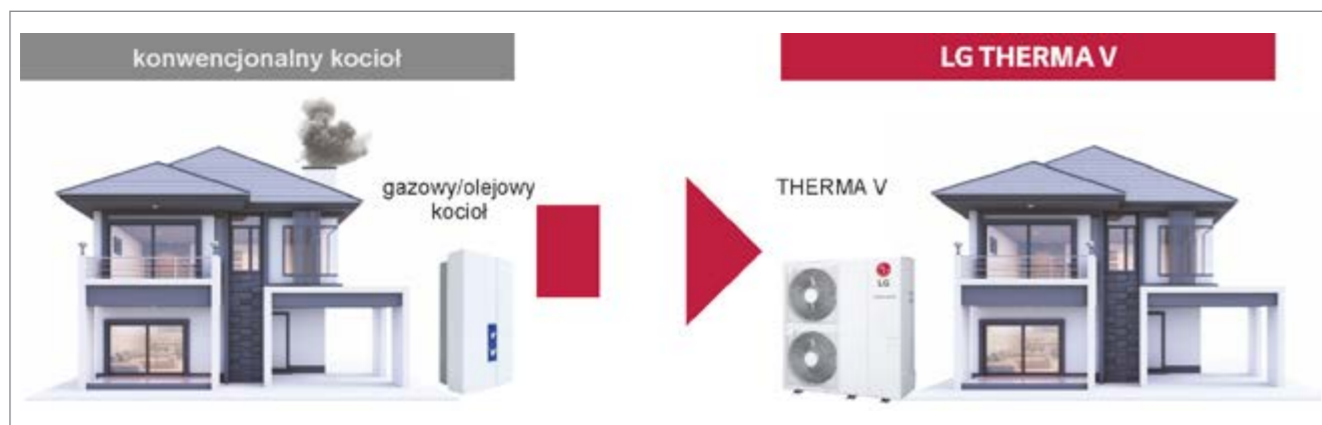 konwencjonalny kocioł
LG THERMA V
gazowy/olejowy
kocioł
THERMA V
LG